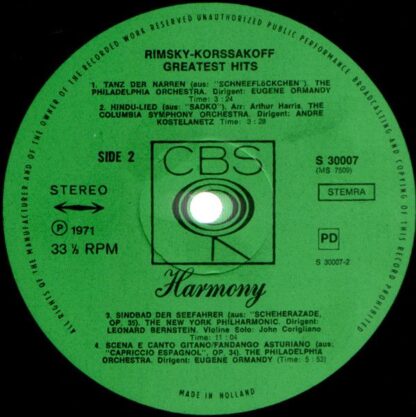 ALL RIGHTS OF THE MANUFACTURER AND OF THE OWNER OF THE RECORDED WORK RESERVED UNAUTHORIZED PUBLIC PERFORMANCE BROADCASTING AND COPYING OF THIS RECORD PROHIBITED
RIMSKY-KORSSAKOFF
GREATEST HITS
1. TANZ DER NARREN (aus: "SCHNEEFLöCKCHEN"). THE
PHILADELPHIA ORCHESTRA. Dirigent: EUGENE ORMANDY
Time: 3:24
2. HINDU-LIED (aus: "SADKO"). Arr: Arthur Harris. THE
COLUMBIA SYMPHONY ORCHESTRA. Dirigent: ANDRE
KOSTELANETZ Time: 3:28
SIDE 2
CBS
S 30007
(MS 7509)
STEREO
STEMRA
P 1971
33 ⅓ RPM
PD
S 30007-2
Harmony
3. SINDBAD DER SEEFAHRER (aus: "SCHEHERAZADE,
OP. 35). THE NEW YORK PHILHARMONIC. Dirigent:
LEONARD BERNSTEIN. Violine Solo: John Corigliano
Time: 11:04
4. SCENA E CANTO GITANO/FANDANGO ASTURIANO (aus:
"CAPRICCIO ESPAGNOL", OP. 34). THE PHILADELPHIA
ORCHESTRA. Dirigent: EUGENE ORMANDY (Time: 5:53)
MADE IN HOLLAND